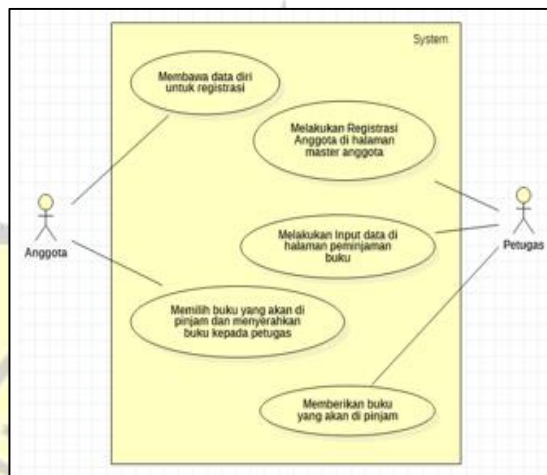 System
Membawa data diri
untuk registrasi
Melakukan Registrasi
Anggota di halaman
master anggota
Anggota
Petugas
Melakukan Input data di
halaman peminjaman
buku
Memilih buku yang akan di
pinjam dan menyerahkan
buku kepada petugas
Memberikan buku
yang akan di pinjam